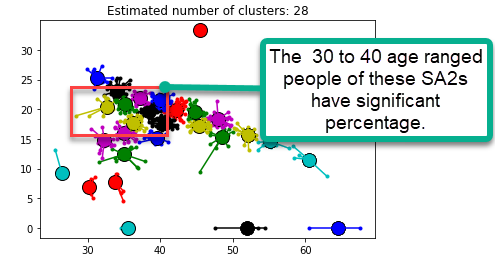 Estimated number of clusters: 28
35
30
25
20
15
10
5
0
30 40 50 60
The 30 to 40 age ranged
people of these SA2s
have significant
percentage.